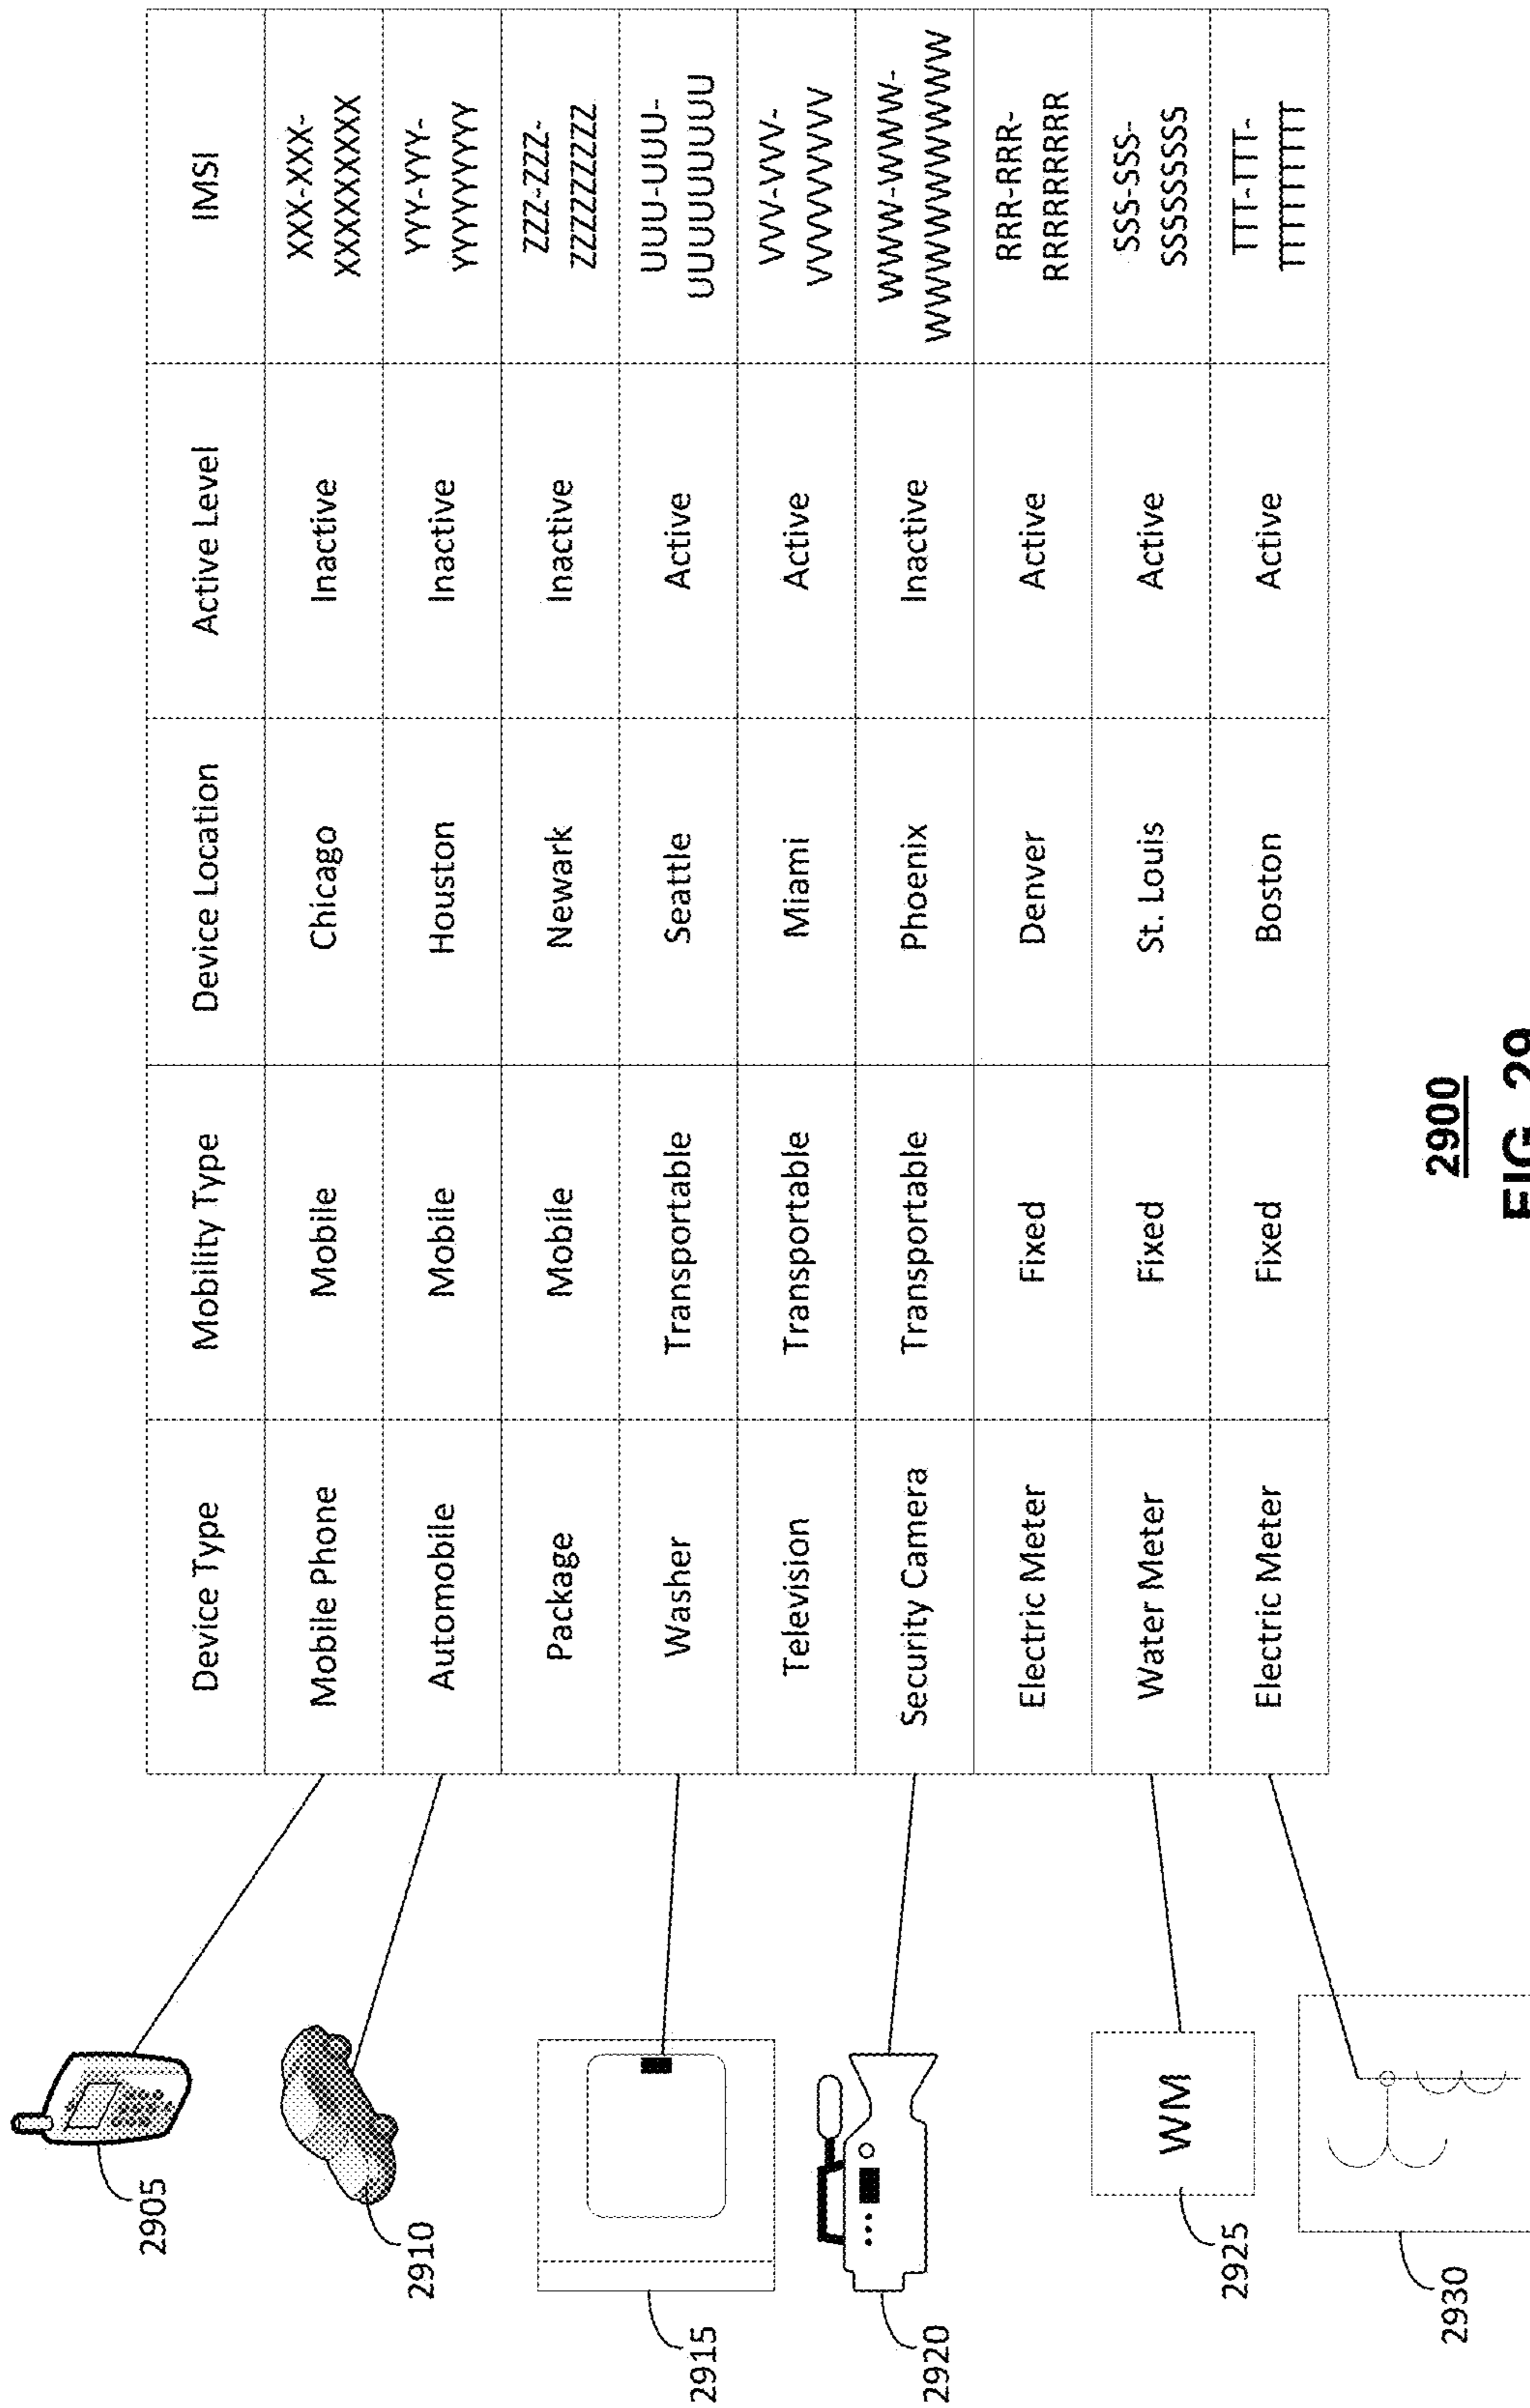 Device Type Mobility Type Device Location Active Level IMSI
Mobile Phone Mobile Chicago Inactive XXX-XXX-
XXXXXXXXX
Automobile Mobile Houston Inactive YYY-YYY-
YYYYYYYYY
Package Mobile Newark Inactive ZZZ-ZZZ-
ZZZZZZZZZ
Washer Transportable Seattle Active UUU-UUU-
UUUUUUUUU
Television Transportable Miami Active VVV-VVV-
VVVVVVVVV
Security Camera Transportable Phoenix Inactive WWW-WWW-
WWWWWWWWW
Electric Meter Fixed Denver Active RRR-RRR-
RRRRRRRRR
Water Meter Fixed St. Louis Active SSS-SSS-
SSSSSSSSS
Electric Meter Fixed Boston Active TTT-TTT-
TTTTTTTTT
2905
2910
2915
2920
WM
2925
2930
2900
FIG. 29